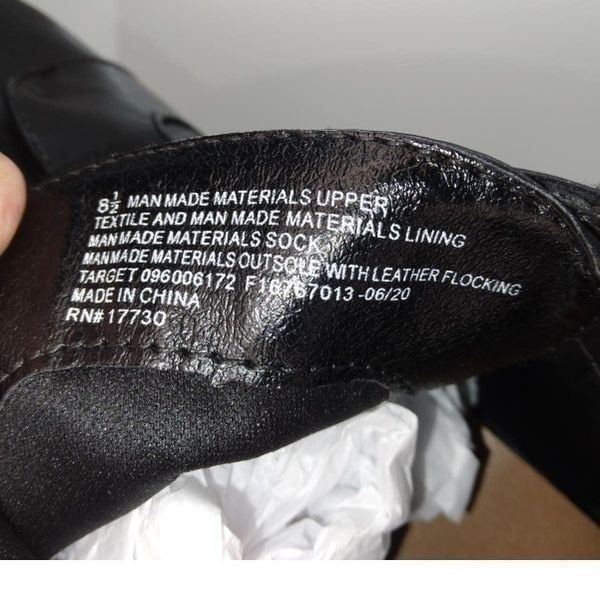 8½ MAN MADE MATERIALS UPPER
TEXTILE AND MAN MADE MATERIALS LINING
MAN MADE MATERIALS SOCK
MAN MADE MATERIALS OUTSOLE WITH LEATHER FLOCKING
TARGET 096006172 F16767013 -06/20
MADE IN CHINA
RN# 17730